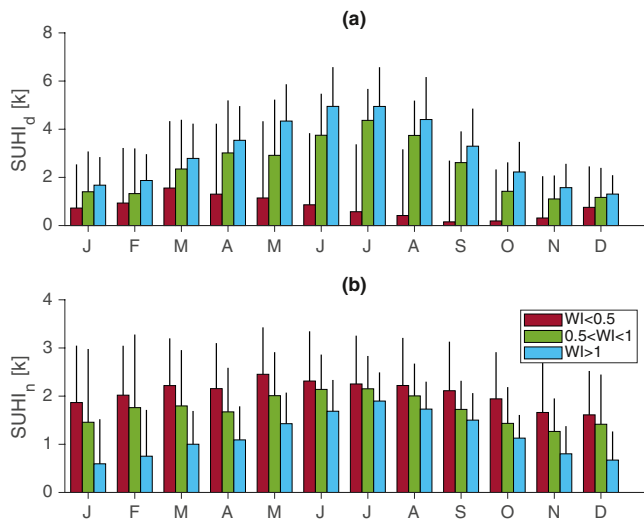 (a)
SUHI_d [k]
8
6
4
2
0
J F M A M J J A S O N D
(b)
SUHI_n [k]
4
3
2
1
0
WI<0.5
0.5<WI<1
WI>1
J F M A M J J A S O N D